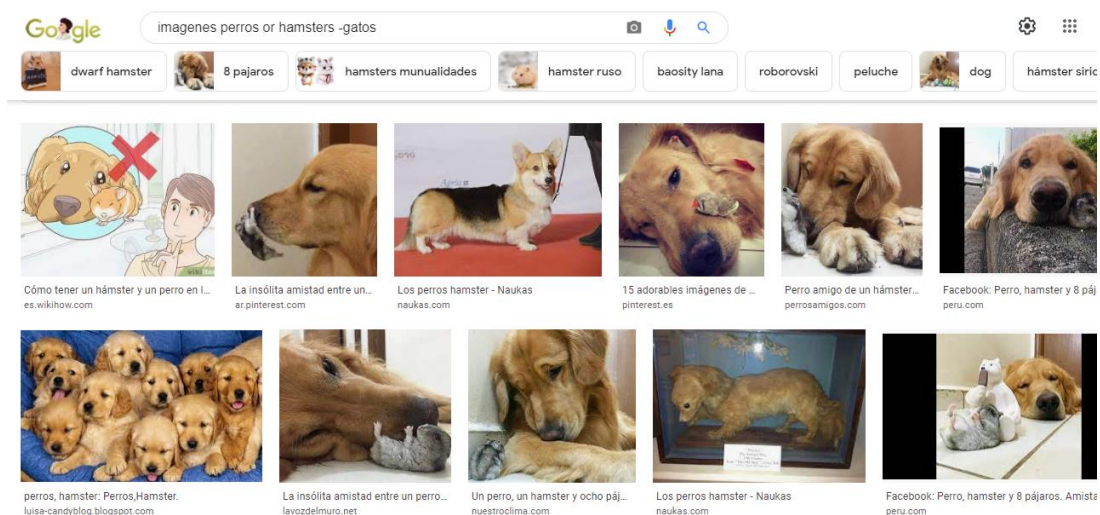 Google
imagenes perros or hamsters -gatos
dwarf hamster
8 pajaros
hamsters munualidades
hamster ruso
baosity lana
roborovski
peluche
dog
hámster siric
Cómo tener un hámster y un perro en l...
es.wikihow.com
La insólita amistad entre un...
ar.pinterest.com
Los perros hamster - Naukas
naukas.com
15 adorables imágenes de ...
pinterest.es
Perro amigo de un hámster...
perrosamigos.com
Facebook: Perro, hamster y 8 páj
peru.com
perros, hamster: Perros,Hamster.
luisa-candyblog.blogspot.com
La insólita amistad entre un perro...
lavozdelmuro.net
Un perro, un hamster y ocho páj...
nuestroclima.com
Los perros hamster - Naukas
naukas.com
Facebook: Perro, hamster y 8 pájaros. Amista
peru.com